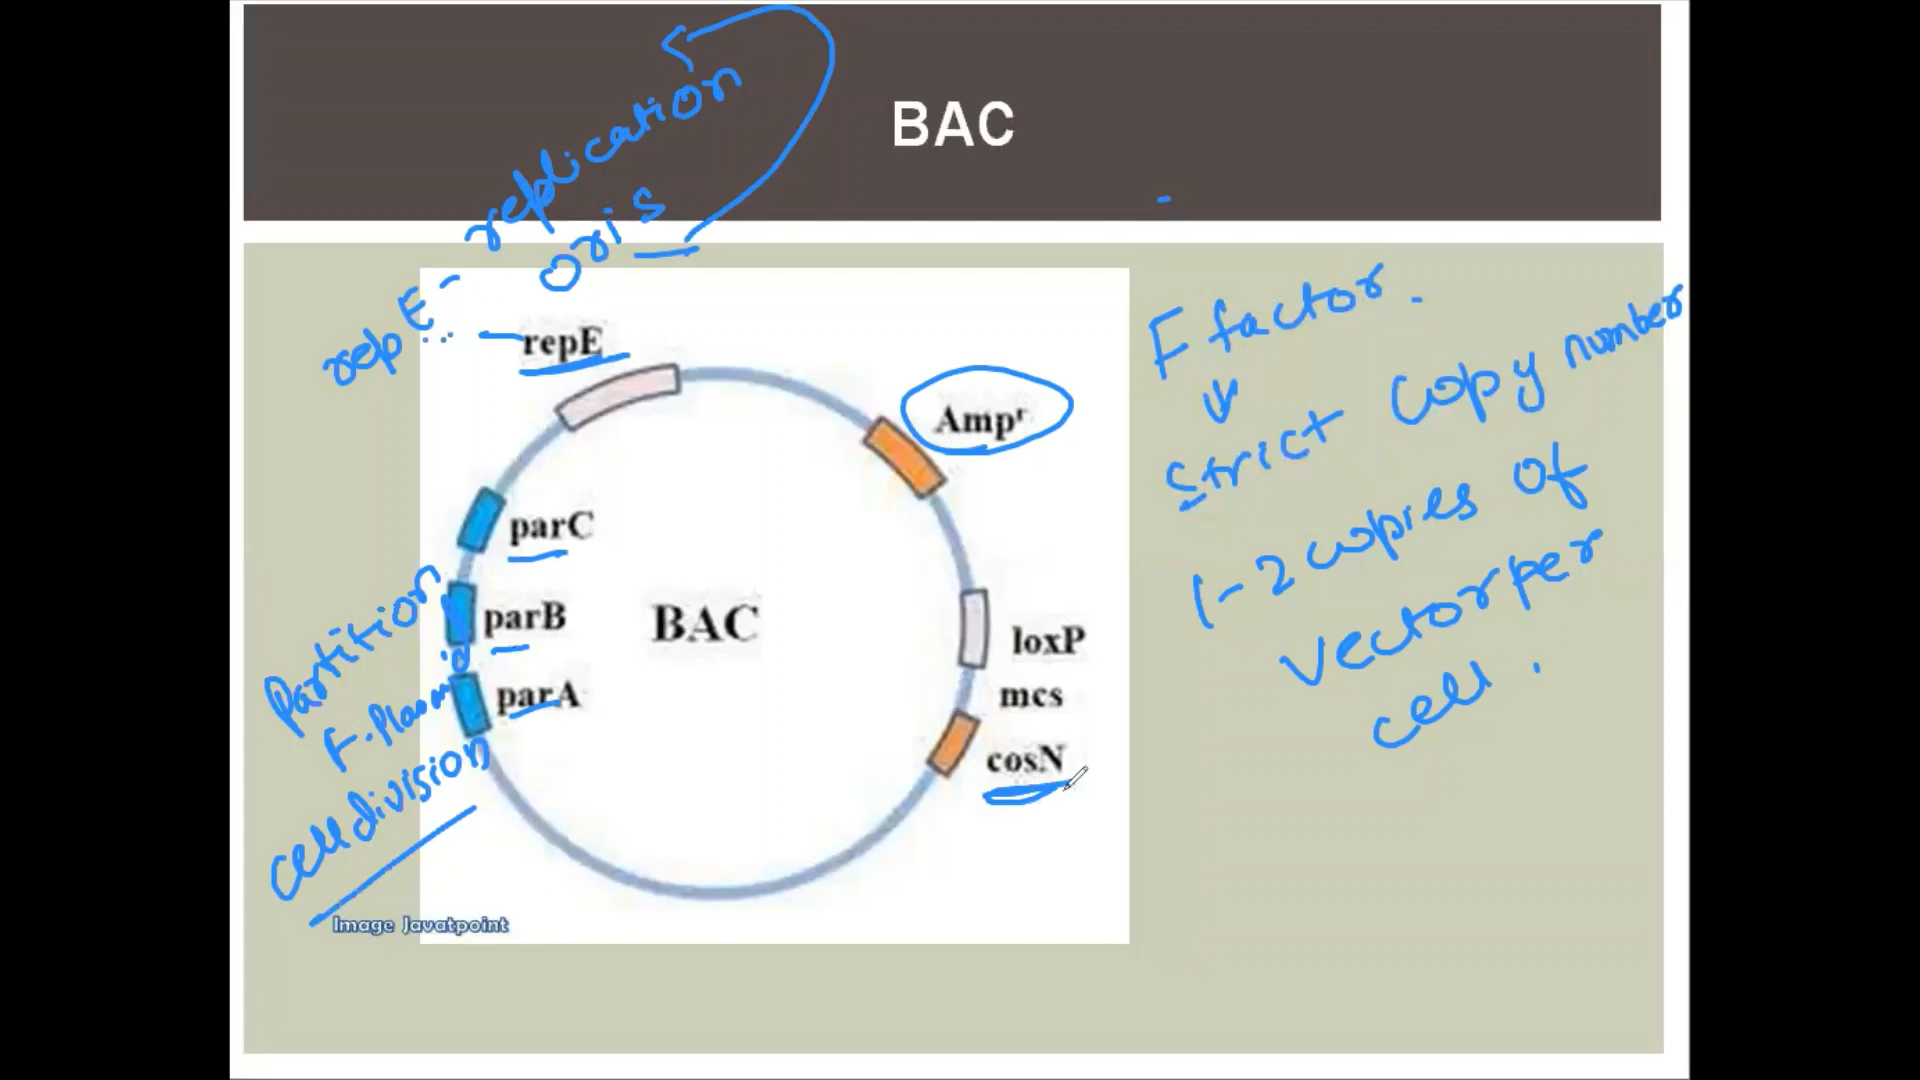 BAC
replication
oris
repE -
repE
Ampʳ
parC
parB
parA
BAC
loxP
mcs
cosN
Partition
F. Plasmid
cell division
F factor.
Strict copy number
1-2 copies of
vector per
cell.
Image Javatpoint